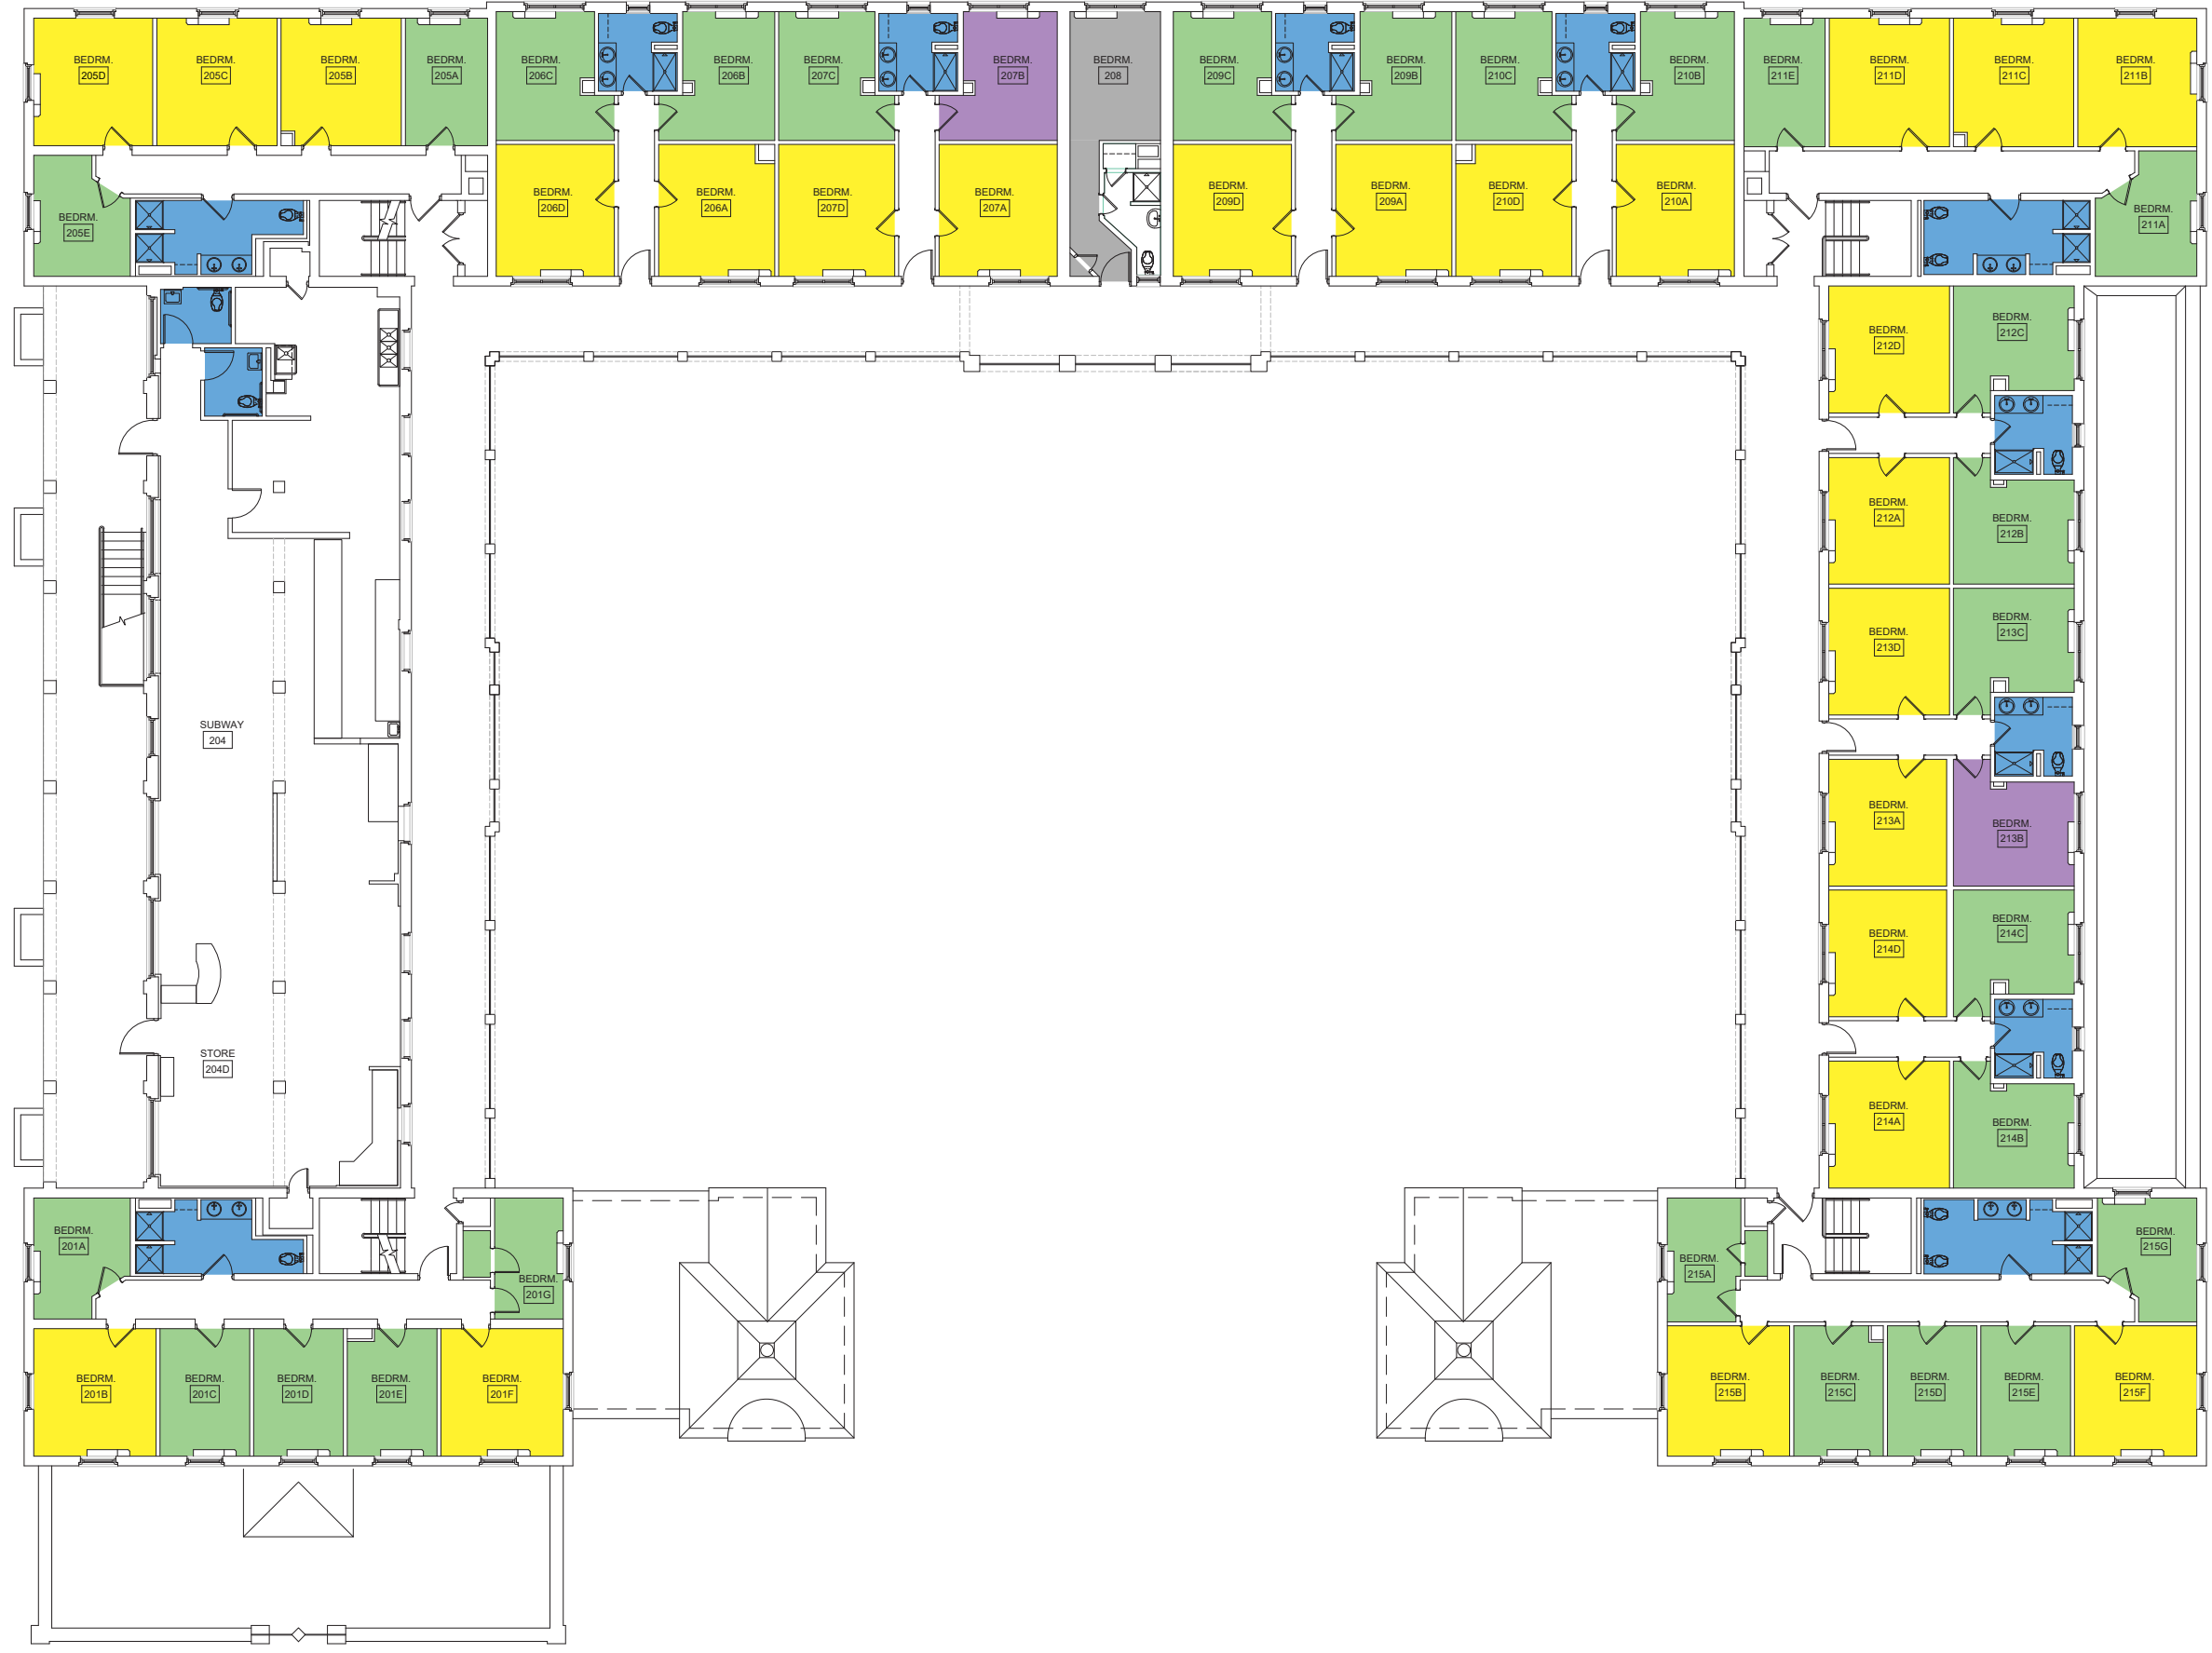 BEDRM.
205D
BEDRM.
205C
BEDRM.
205B
BEDRM.
205A
BEDRM.
206C
BEDRM.
206B
BEDRM.
207C
BEDRM.
207B
BEDRM.
208
BEDRM.
209C
BEDRM.
209B
BEDRM.
210C
BEDRM.
210B
BEDRM.
211E
BEDRM.
211D
BEDRM.
211C
BEDRM.
211B
BEDRM.
205E
BEDRM.
206D
BEDRM.
206A
BEDRM.
207D
BEDRM.
207A
BEDRM.
209D
BEDRM.
209A
BEDRM.
210D
BEDRM.
210A
BEDRM.
211A
BEDRM.
212D
BEDRM.
212C
BEDRM.
212A
BEDRM.
212B
BEDRM.
213D
BEDRM.
213C
SUBWAY
204
BEDRM.
213A
BEDRM.
213B
BEDRM.
214D
BEDRM.
214C
STORE
204D
BEDRM.
214A
BEDRM.
214B
BEDRM.
201A
BEDRM.
201G
BEDRM.
215A
BEDRM.
215G
BEDRM.
201B
BEDRM.
201C
BEDRM.
201D
BEDRM.
201E
BEDRM.
201F
BEDRM.
215B
BEDRM.
215C
BEDRM.
215D
BEDRM.
215E
BEDRM.
215F